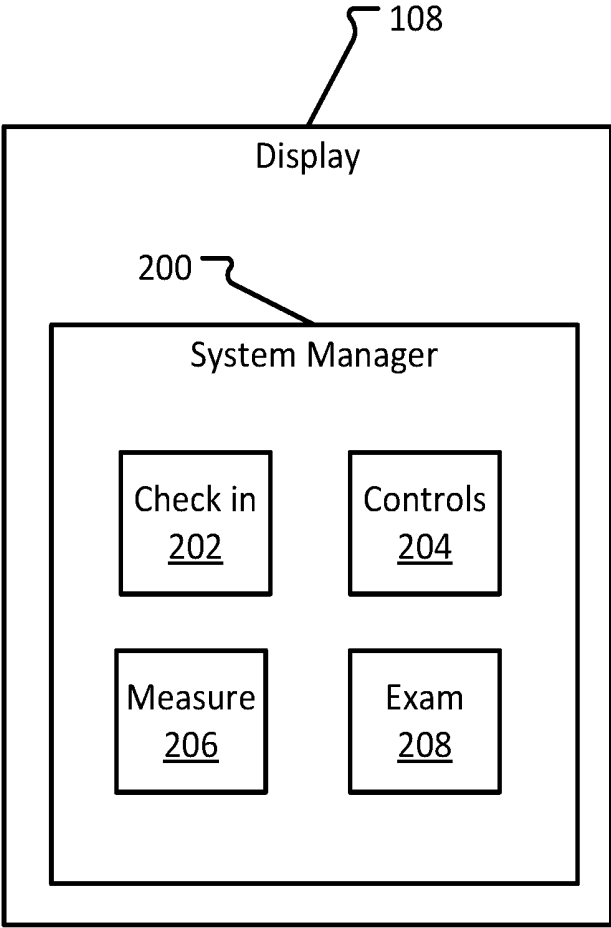 108
Display
200
System Manager
Check in
202
Controls
204
Measure
206
Exam
208